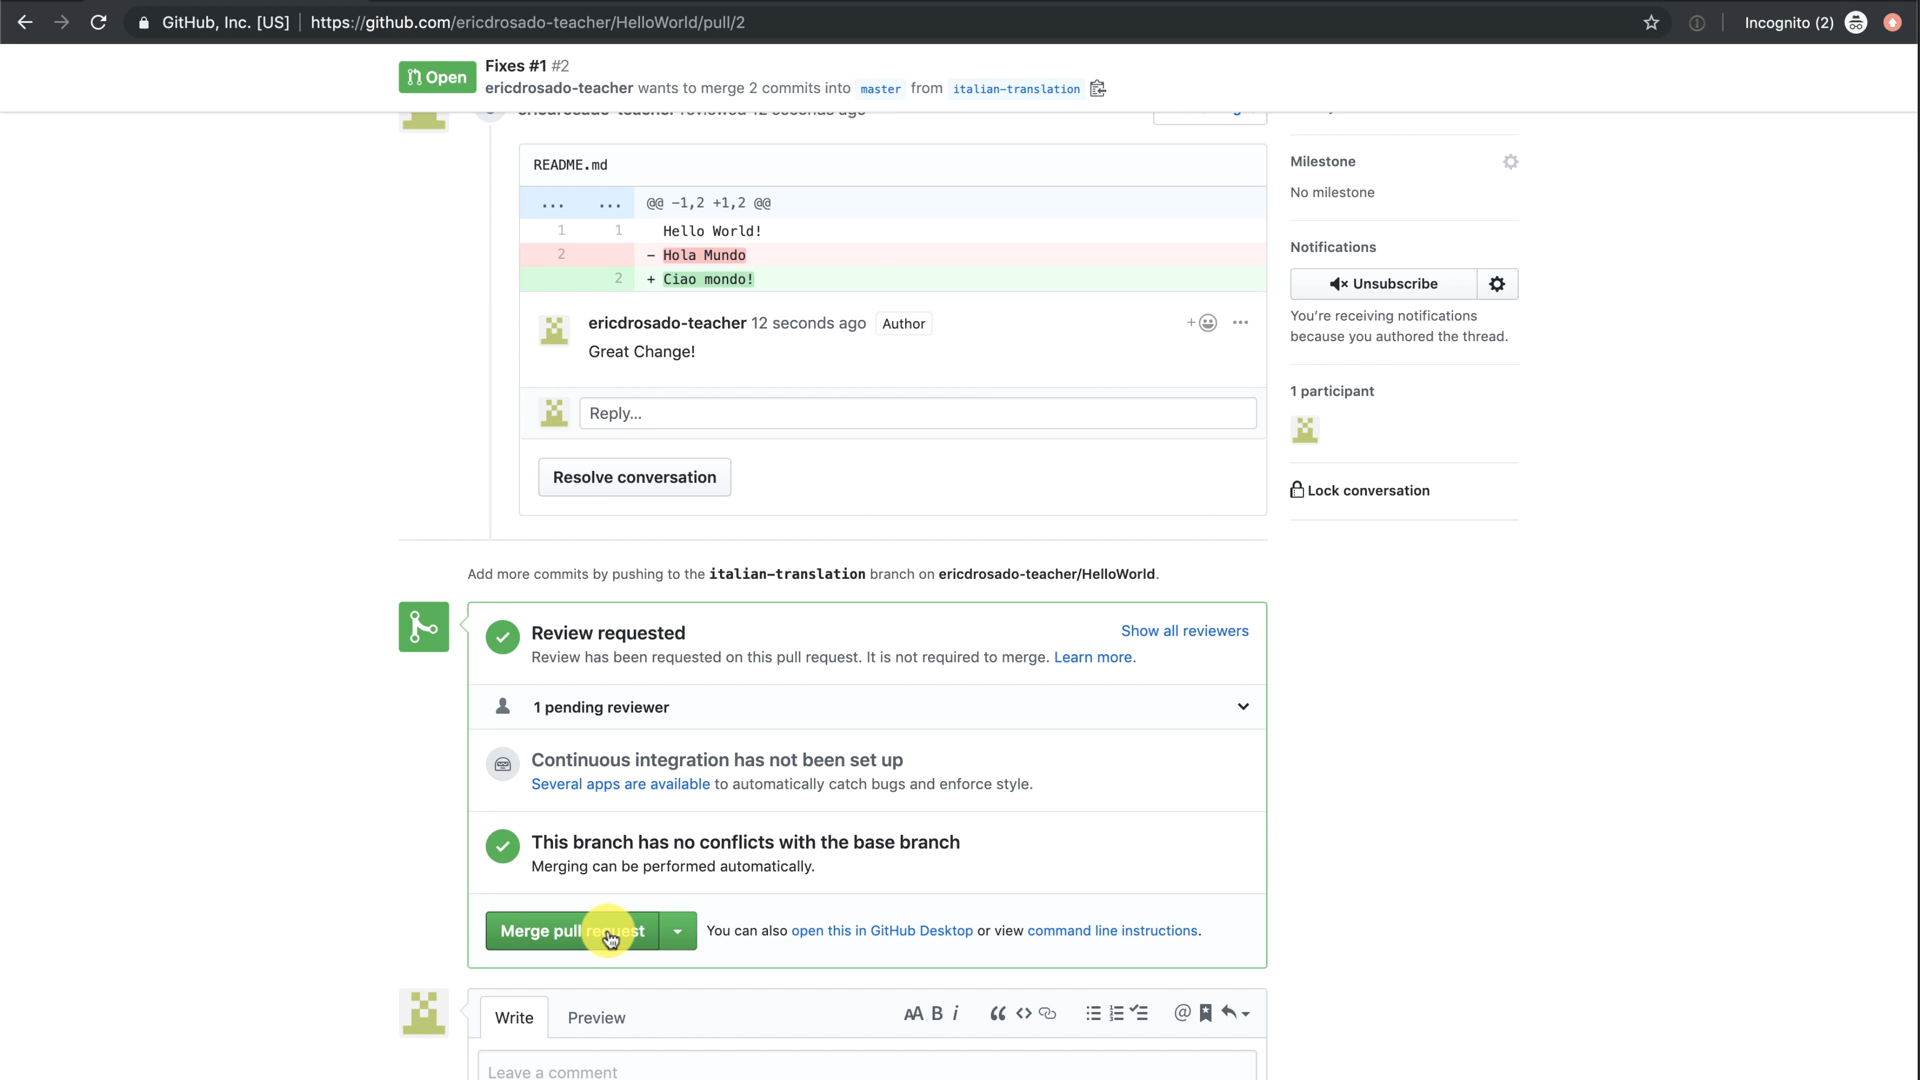 GitHub, Inc. [US] | https://github.com/ericdrosado-teacher/HelloWorld/pull/2
Incognito (2)
Open
Fixes #1 #2
ericdrosado-teacher wants to merge 2 commits into master from italian-translation
ericdrosado-teacher reviewed 12 seconds ago
README.md
... ... @@ -1,2 +1,2 @@
1 1 Hello World!
2 - Hola Mundo
2 + Ciao mondo!
ericdrosado-teacher 12 seconds ago Author
Great Change!
Reply...
Resolve conversation
Milestone
No milestone
Notifications
Unsubscribe
You're receiving notifications
because you authored the thread.
1 participant
Lock conversation
Add more commits by pushing to the italian-translation branch on ericdrosado-teacher/HelloWorld.
Review requested
Show all reviewers
Review has been requested on this pull request. It is not required to merge. Learn more.
1 pending reviewer
Continuous integration has not been set up
Several apps are available to automatically catch bugs and enforce style.
This branch has no conflicts with the base branch
Merging can be performed automatically.
Merge pull request
You can also open this in GitHub Desktop or view command line instructions.
Write Preview
AA B i
Leave a comment